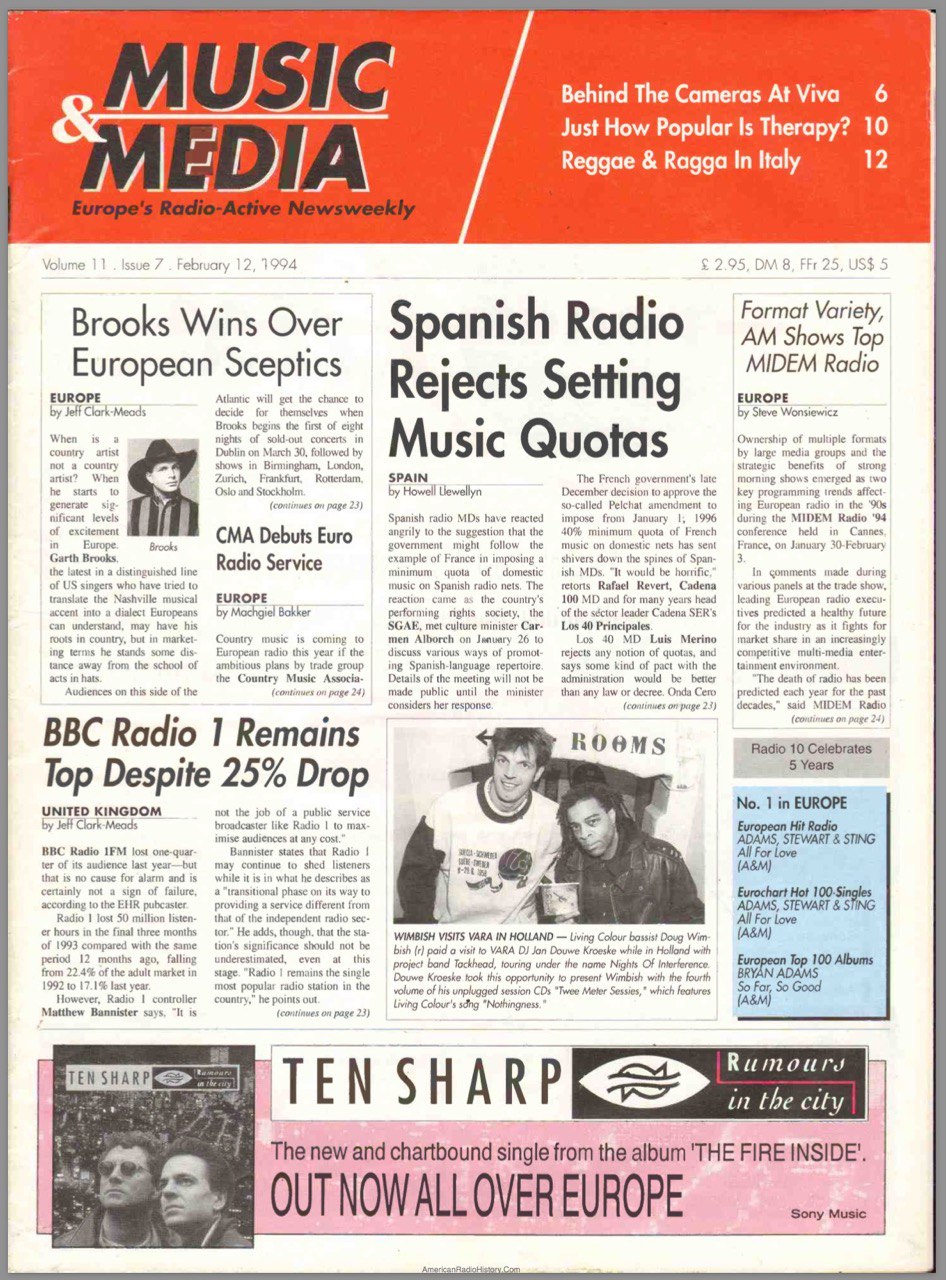 MUSIC
& MEDIA
Europe's Radio-Active Newsweekly
Behind The Cameras At Viva 6
Just How Popular Is Therapy? 10
Reggae & Ragga In Italy 12
Volume 11 . Issue 7 . February 12, 1994
£ 2.95, DM 8, FFr 25, US$ 5
Brooks Wins Over
European Sceptics
EUROPE
by Jeff Clark-Meads
When is a
country artist
not a country
artist? When
he starts to
generate sig-
nificant levels
of excitement
in Europe.
Garth Brooks,
the latest in a distinguished line
of US singers who have tried to
translate the Nashville musical
accent into a dialect Europeans
can understand, may have his
roots in country, but in market-
ing terms he stands some dis-
tance away from the school of
acts in hats.
Audiences on this side of the
Brooks
Atlantic will get the chance to
decide for themselves when
Brooks begins the first of eight
nights of sold-out concerts in
Dublin on March 30, followed by
shows in Birmingham, London,
Zurich, Frankfurt, Rotterdam,
Oslo and Stockholm.
(continues on page 23)
CMA Debuts Euro
Radio Service
EUROPE
by Machgiel Bakker
Country music is coming to
European radio this year if the
ambitious plans by trade group
the Country Music Associa-
(continues on page 24)
Spanish Radio
Rejects Setting
Music Quotas
SPAIN
by Howell Llewellyn
Spanish radio MDs have reacted
angrily to the suggestion that the
government might follow the
example of France in imposing a
minimum quota of domestic
music on Spanish radio nets. The
reaction came as the country's
performing rights society, the
SGAE, met culture minister Car-
men Alborch on January 26 to
discuss various ways of promot-
ing Spanish-language repertoire.
Details of the meeting will not be
made public until the minister
considers her response.
The French government's late
December decision to approve the
so-called Pelchat amendment to
impose from January 1, 1996
40% minimum quota of French
music on domestic nets has sent
shivers down the spines of Span-
ish MDs. "It would be horrific,"
retorts Rafael Revert, Cadena
100 MD and for many years head
of the sector leader Cadena SER's
Los 40 Principales.
Los 40 MD Luis Merino
rejects any notion of quotas, and
says some kind of pact with the
administration would be better
than any law or decree. Onda Cero
(continues on page 23)
Format Variety,
AM Shows Top
MIDEM Radio
EUROPE
by Steve Wonsiewicz
Ownership of multiple formats
by large media groups and the
strategic benefits of strong
morning shows emerged as two
key programming trends affect-
ing European radio in the '90s
during the MIDEM Radio '94
conference held in Cannes,
France, on January 30-February
3.
In comments made during
various panels at the trade show,
leading European radio execu-
tives predicted a healthy future
for the industry as it fights for
market share in an increasingly
competitive multi-media enter-
tainment environment.
"The death of radio has been
predicted each year for the past
decades," said MIDEM Radio
(continues on page 24)
BBC Radio 1 Remains
Top Despite 25% Drop
UNITED KINGDOM
by Jeff Clark-Meads
BBC Radio 1FM lost one-quar-
ter of its audience last year—but
that is no cause for alarm and is
certainly not a sign of failure,
according to the EHR pubcaster.
Radio 1 lost 50 million listen-
er hours in the final three months
of 1993 compared with the same
period 12 months ago, falling
from 22.4% of the adult market in
1992 to 17.1% last year.
However, Radio 1 controller
Matthew Bannister says, "It is
not the job of a public service
broadcaster like Radio 1 to max-
imise audiences at any cost."
Bannister states that Radio 1
may continue to shed listeners
while it is in what he describes as
a "transitional phase on its way to
providing a service different from
that of the independent radio sec-
tor." He adds, though, that the sta-
tion's significance should not be
underestimated, even at this
stage. "Radio 1 remains the single
most popular radio station in the
country," he points out.
(continues on page 23)
ROOMS
WIMBISH VISITS VARA IN HOLLAND — Living Colour bassist Doug Wim-
bish (r) paid a visit to VARA DJ Jan Douwe Kroeske while in Holland with
project band Tackhead, touring under the name Nights Of Interference.
Douwe Kroeske took this opportunity to present Wimbish with the fourth
volume of his unplugged session CDs "Twee Meter Sessies," which features
Living Colour's song "Nothingness."
Radio 10 Celebrates
5 Years
No. 1 in EUROPE
European Hit Radio
ADAMS, STEWART & STING
All For Love
(A&M)
Eurochart Hot 100 Singles
ADAMS, STEWART & STING
All For Love
(A&M)
European Top 100 Albums
BRYAN ADAMS
So Far, So Good
(A&M)
TEN SHARP Rumours
in the city
TEN SHARP Rumours
in the city
The new and chartbound single from the album 'THE FIRE INSIDE'.
OUT NOW ALL OVER EUROPE
Sony Music
AmericanRadioHistory.Com